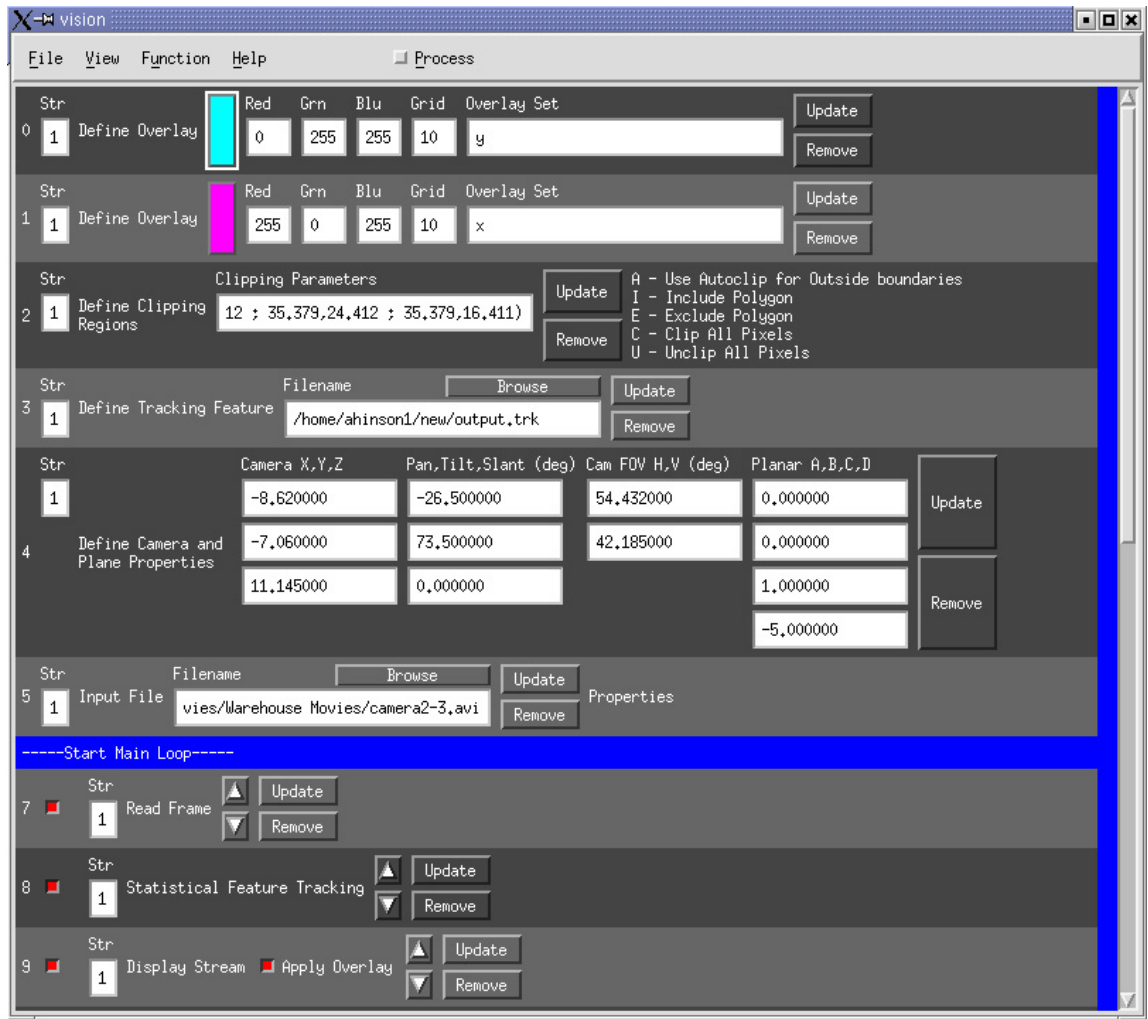 vision
File View Function Help Process
Str Red Grn Blu Grid Overlay Set
0 1 Define Overlay 0 255 255 10 y Update
Remove
Str Red Grn Blu Grid Overlay Set
1 1 Define Overlay 255 0 255 10 x Update
Remove
Str Clipping Parameters
2 1 Define Clipping Regions 12 ; 35.379,24.412 ; 35.379,16.411) Update
Remove
A - Use Autoclip for Outside boundaries
I - Include Polygon
E - Exclude Polygon
C - Clip All Pixels
U - Unclip All Pixels
Str Filename Browse Update
3 1 Define Tracking Feature /home/ahinson1/new/output.trk Remove
Str Camera X,Y,Z Pan,Tilt,Slant (deg) Cam FOV H,V (deg) Planar A,B,C,D
1 -8.620000 -26.500000 54.432000 0.000000 Update
4 Define Camera and Plane Properties -7.060000 73.500000 42.185000 0.000000
11.145000 0.000000 1.000000 Remove
-5.000000
Str Filename Browse Update
5 1 Input File vies/Warehouse Movies/camera2-3.avi Remove Properties
-----Start Main Loop-----
Str
7 1 Read Frame Update
Remove
Str
8 1 Statistical Feature Tracking Update
Remove
Str
9 1 Display Stream Apply Overlay Update
Remove